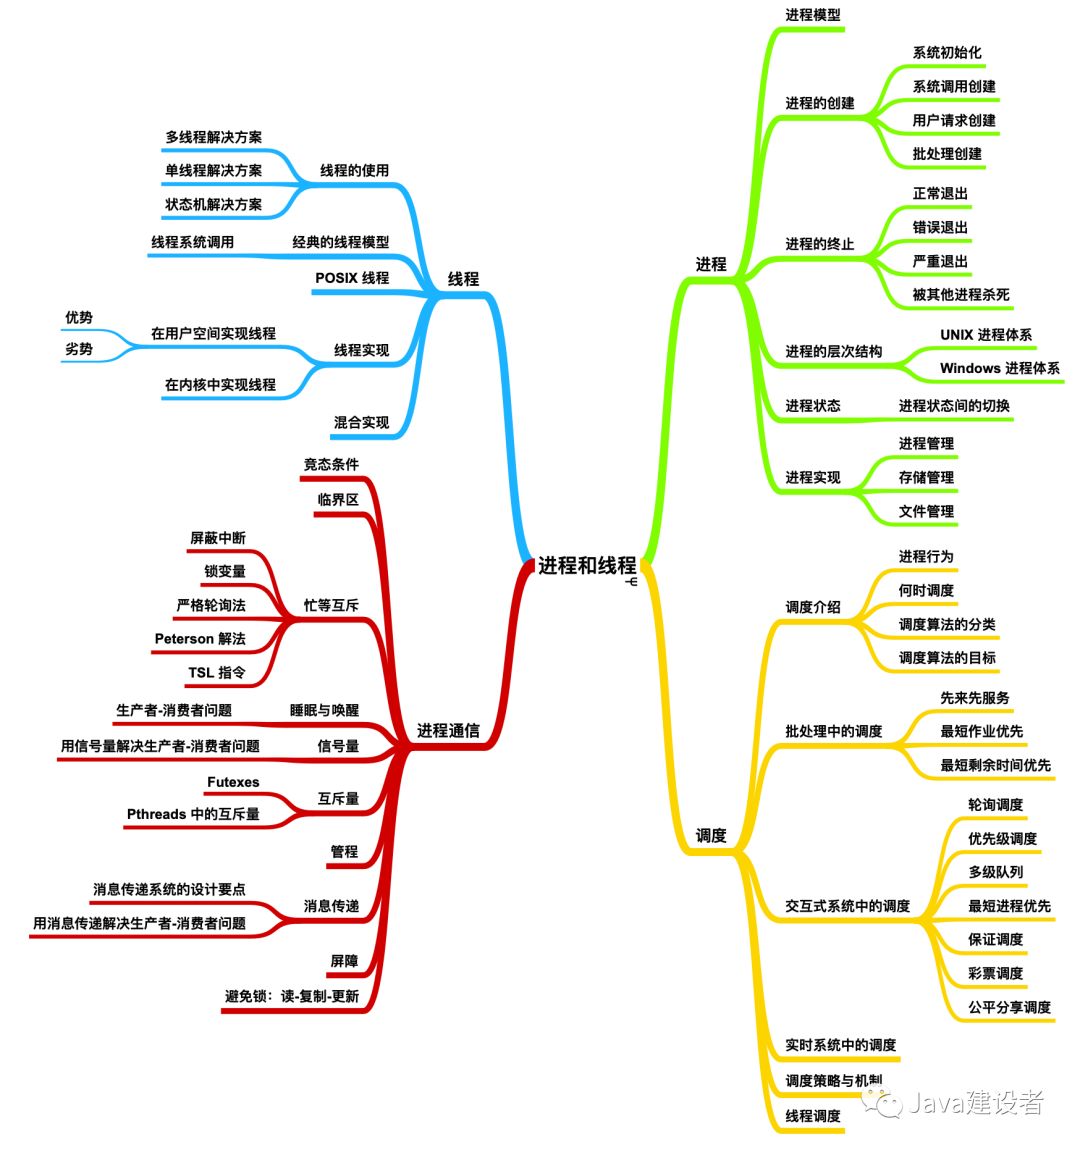 进程和线程
进程
进程模型
进程的创建
系统初始化
系统调用创建
用户请求创建
批处理创建
进程的终止
正常退出
错误退出
严重退出
被其他进程杀死
进程的层次结构
UNIX 进程体系
Windows 进程体系
进程状态
进程状态间的切换
进程实现
进程管理
存储管理
文件管理
调度
调度介绍
进程行为
何时调度
调度算法的分类
调度算法的目标
批处理中的调度
先来先服务
最短作业优先
最短剩余时间优先
交互式系统中的调度
轮询调度
优先级调度
多级队列
最短进程优先
保证调度
彩票调度
公平分享调度
实时系统中的调度
调度策略与机制
线程调度
线程
线程的使用
多线程解决方案
单线程解决方案
状态机解决方案
经典的线程模型
线程系统调用
POSIX 线程
线程实现
在用户空间实现线程
优势
劣势
在内核中实现线程
混合实现
进程通信
竞态条件
临界区
忙等互斥
屏蔽中断
锁变量
严格轮询法
Peterson 解法
TSL 指令
睡眠与唤醒
生产者-消费者问题
信号量
用信号量解决生产者-消费者问题
互斥量
Futexes
Pthreads 中的互斥量
管程
消息传递
消息传递系统的设计要点
用消息传递解决生产者-消费者问题
屏障
避免锁：读-复制-更新
Java建设者